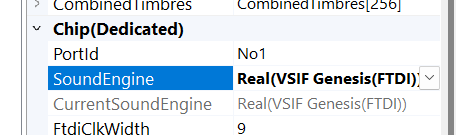 CombinedTimbres CombinedTimbres[256]
Chip(Dedicated)
PortId No1
SoundEngine Real(VSIF Genesis(FTDI))
CurrentSoundEngine Real(VSIF Genesis(FTDI))
FtdiClkWidth 9